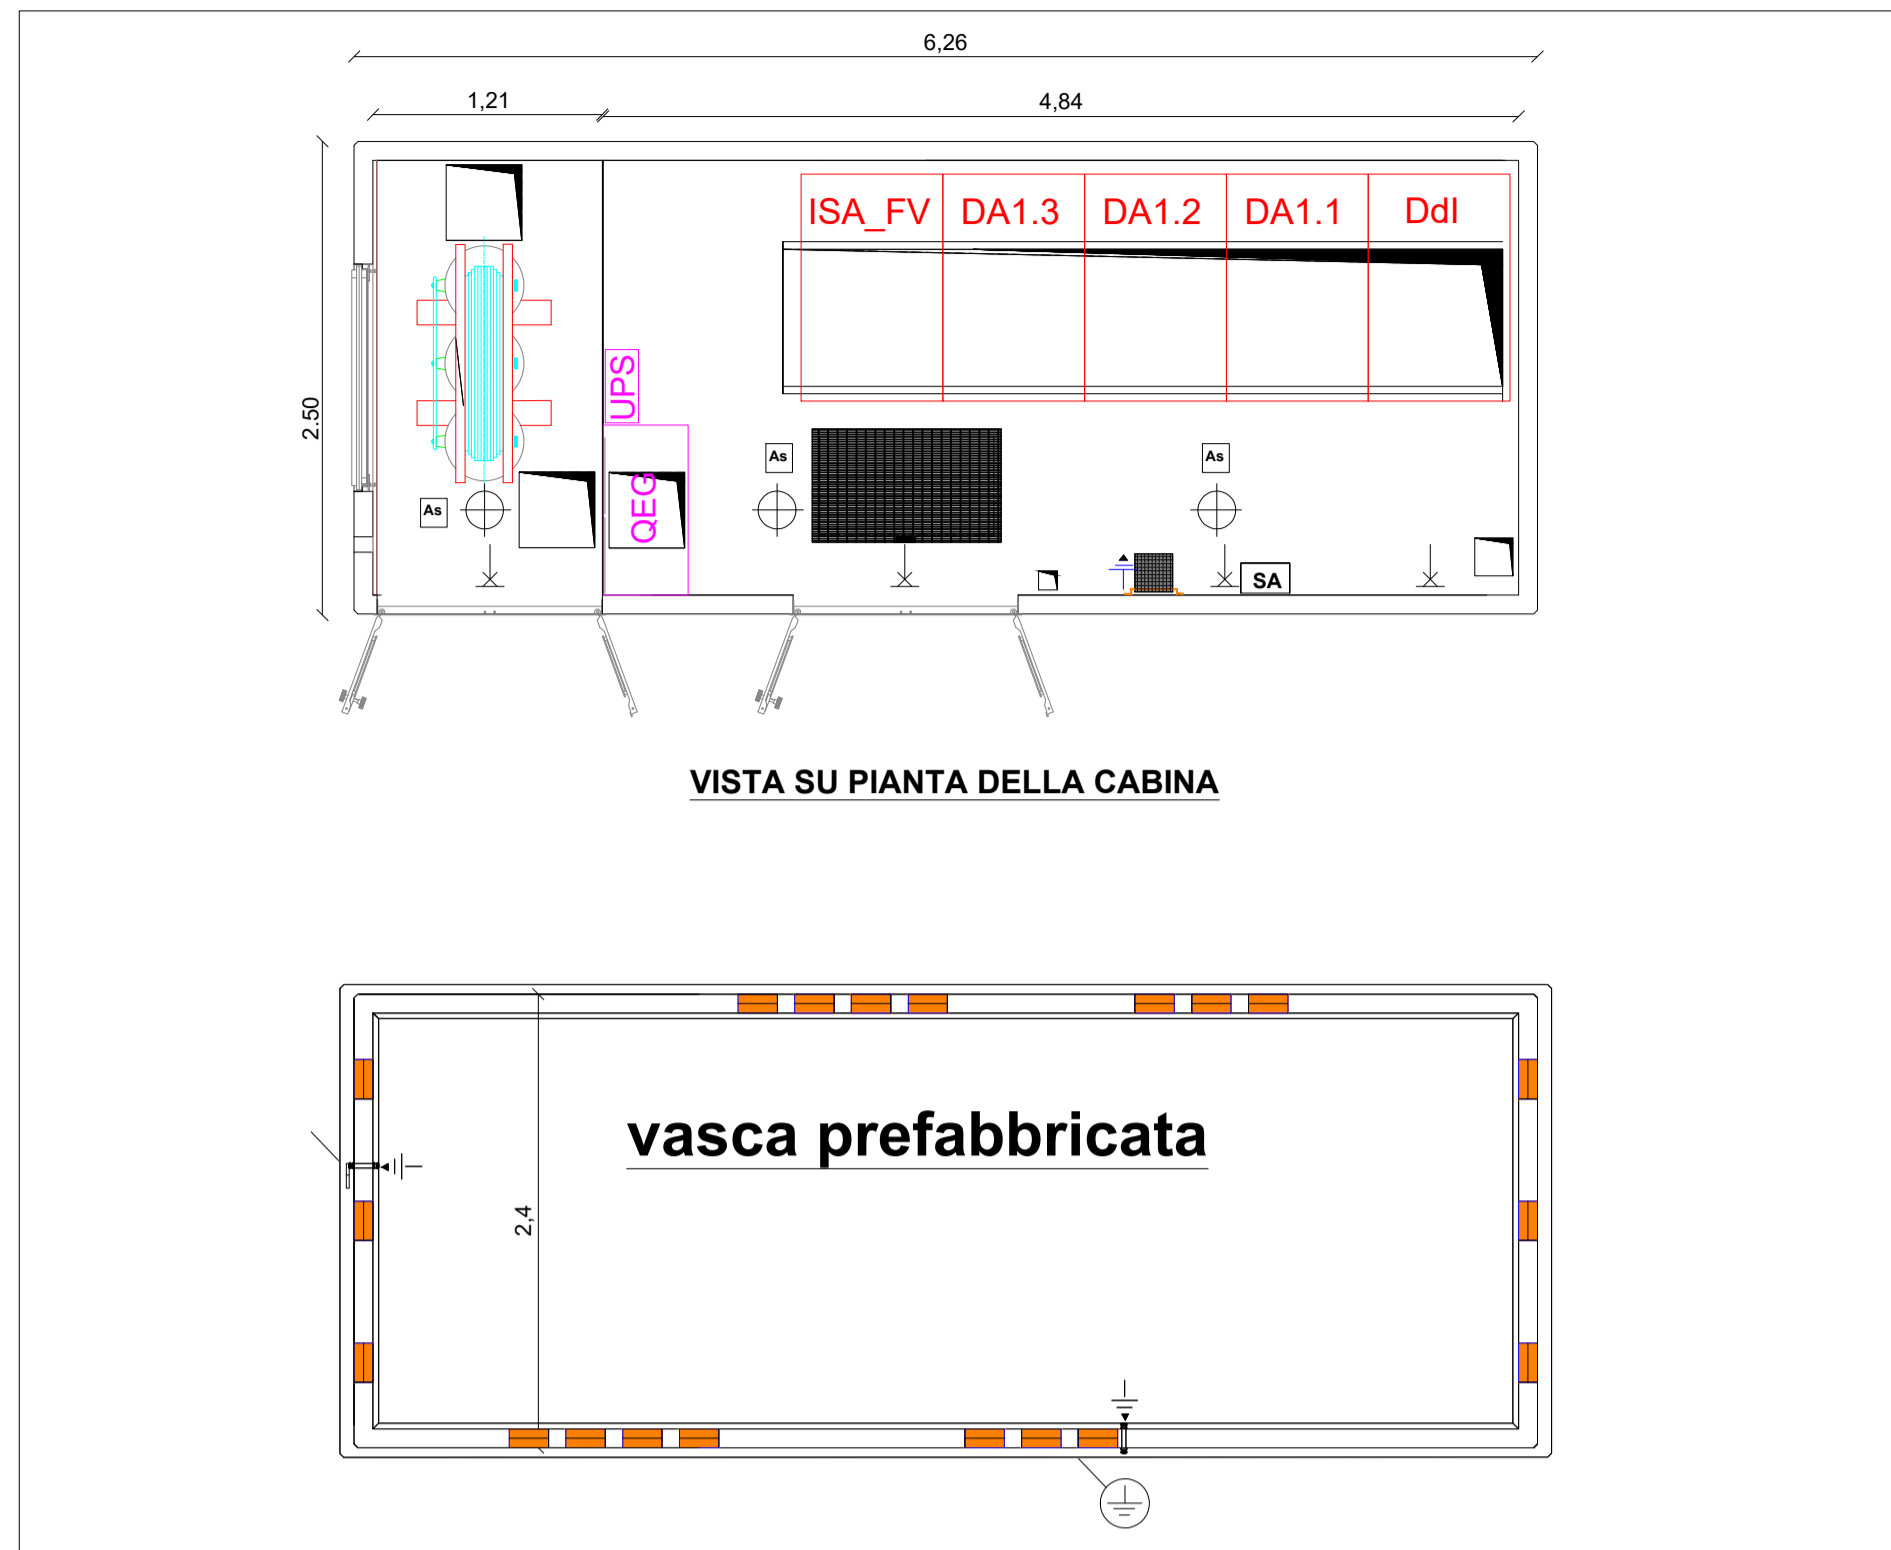 6,26
1,21
4,84
2.50
ISA_FV
DA1.3
DA1.2
DA1.1
DdI
UPS
QEG
As
As
As
SA
VISTA SU PIANTA DELLA CABINA
vasca prefabbricata
2,4